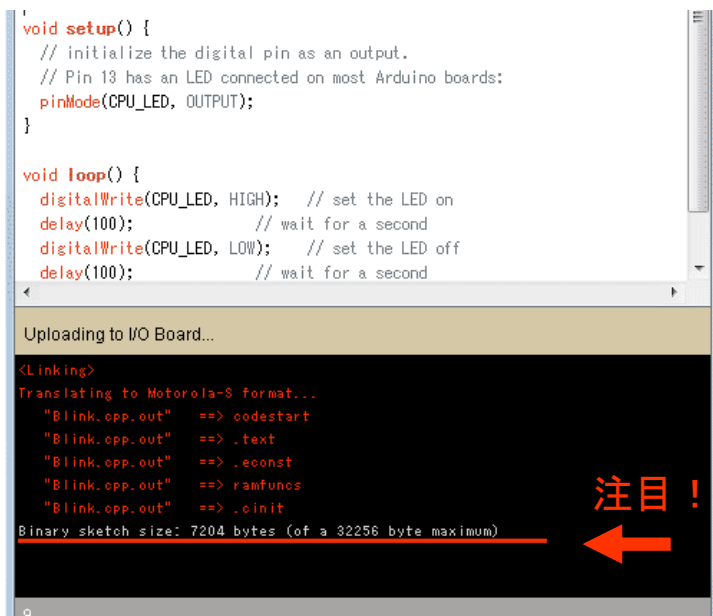 void setup() {
// initialize the digital pin as an output.
// Pin 13 has an LED connected on most Arduino boards:
pinMode(CPU_LED, OUTPUT);
}
void loop() {
digitalWrite(CPU_LED, HIGH);   // set the LED on
delay(100);              // wait for a second
digitalWrite(CPU_LED, LOW);    // set the LED off
delay(100);              // wait for a second
Uploading to I/O Board...
<Linking>
Translating to Motorola-S format...
"Blink.cpp.out"   ==> codestart
"Blink.cpp.out"   ==> .text
"Blink.cpp.out"   ==> .econst
"Blink.cpp.out"   ==> ramfuncs
"Blink.cpp.out"   ==> .cinit
注目！
Binary sketch size: 7204 bytes (of a 32256 byte maximum)